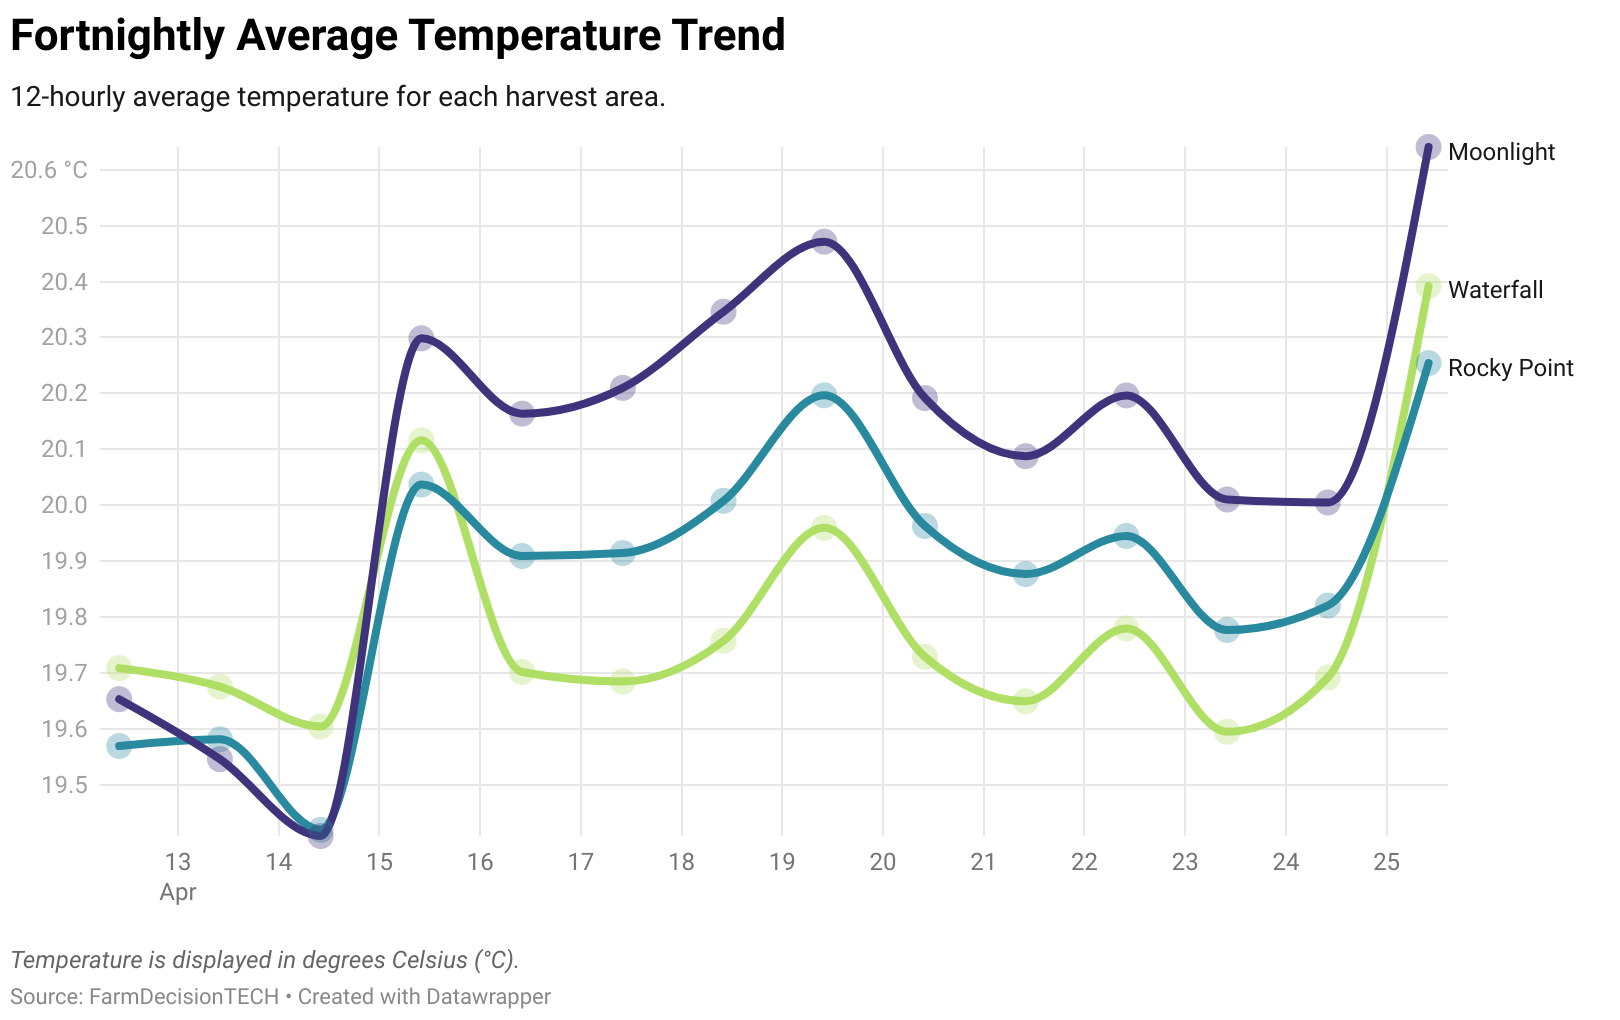 Fortnightly Average Temperature Trend
12-hourly average temperature for each harvest area.
20.6 °C
20.5
20.4
20.3
20.2
20.1
20.0
19.9
19.8
19.7
19.6
19.5
Moonlight
Waterfall
Rocky Point
13 14 15 16 17 18 19 20 21 22 23 24 25
Apr
Temperature is displayed in degrees Celsius (°C).
Source: FarmDecisionTECH • Created with Datawrapper